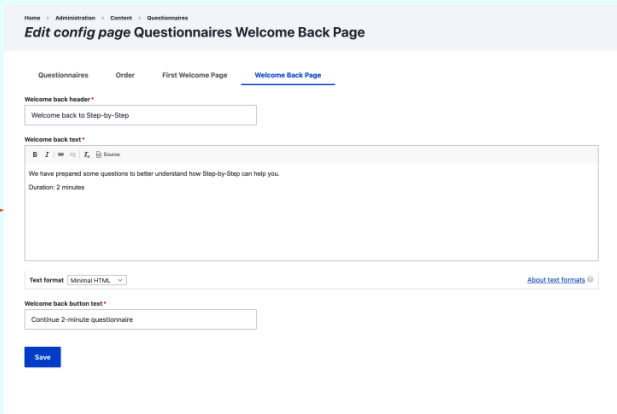 Home › Administration › Content › Questionnaires
Edit config page Questionnaires Welcome Back Page
Questionnaires Order First Welcome Page Welcome Back Page
Welcome back header*
Welcome back to Step-by-Step
Welcome back text*
B I Tx Source
We have prepared some questions to better understand how Step-by-Step can help you.
Duration: 2 minutes
Text format Minimal HTML About text formats ?
Welcome back button text*
Continue 2-minute questionnaire
Save